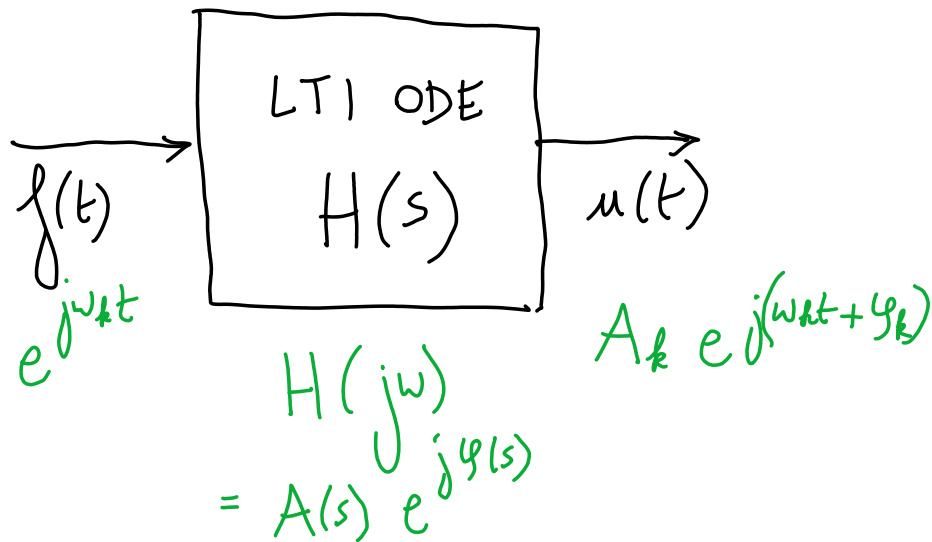 LTI ODE
H(s)
f(t)
u(t)
e^{jω_k t}
A_k e^{j(ω_k t + φ_k)}
H(jω)
= A(s) e^{jφ(s)}